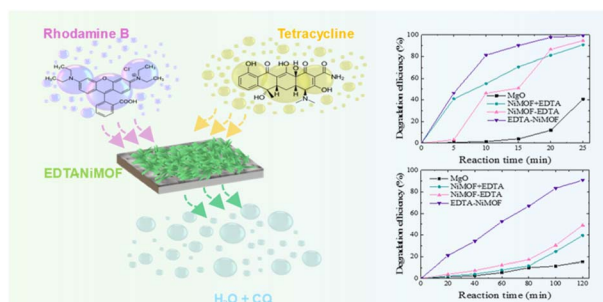 Rhodamine B
Tetracycline
EDTANiMOF
Degradation efficiency (%)
100
80
60
40
20
0
MgO
NiMOF+EDTA
NiMOF-EDTA
EDTA-NiMOF
0 5 10 15 20 25
Reaction time (min)
Degradation efficiency (%)
100
80
60
40
20
0
MgO
NiMOF+EDTA
NiMOF-EDTA
EDTA-NiMOF
0 20 40 60 80 100 120
Reaction time (min)